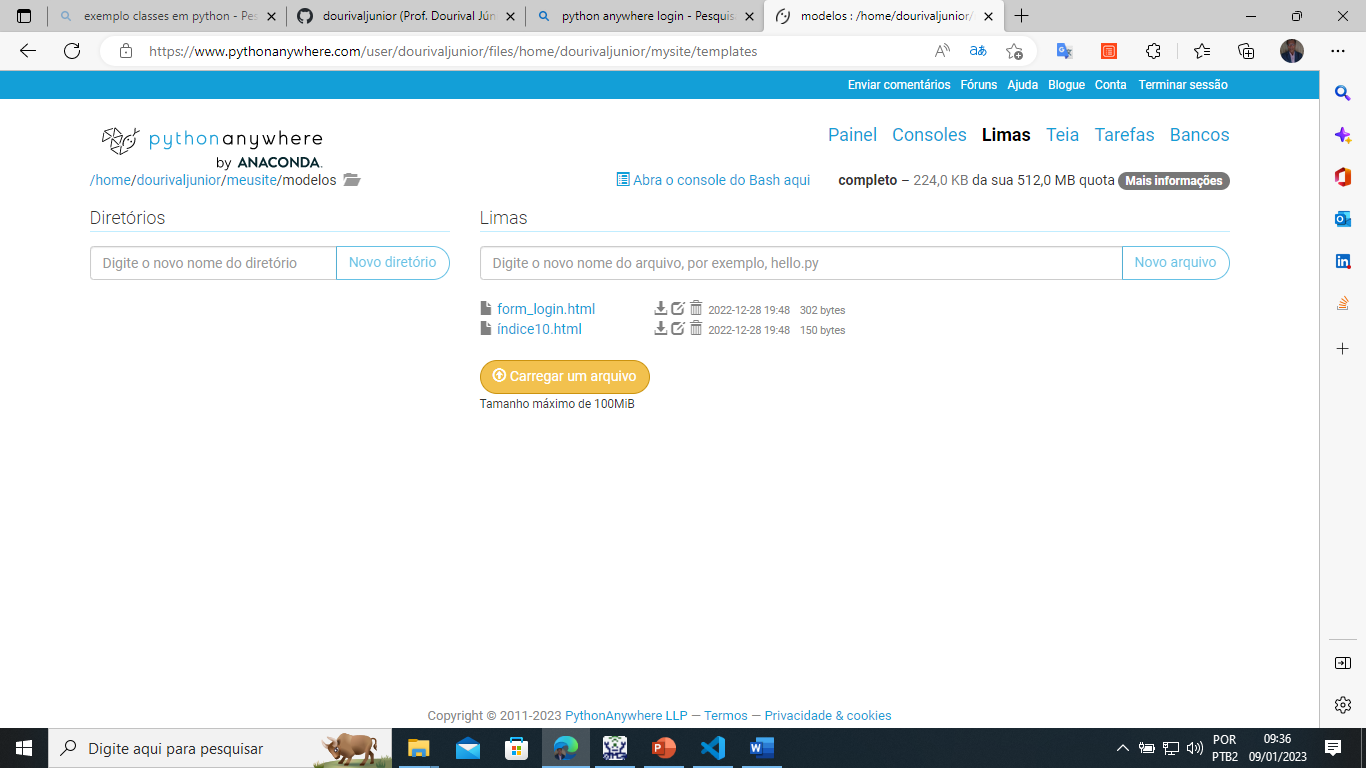 exemplo classes em python - Pes
dourivaljunior (Prof. Dourival Jún
python anywhere login - Pesquis
modelos : /home/dourivaljunior/
https://www.pythonanywhere.com/user/dourivaljunior/files/home/dourivaljunior/mysite/templates
Enviar comentários Fóruns Ajuda Blogue Conta Terminar sessão
pythonanywhere
by ANACONDA.
Painel Consoles Limas Teia Tarefas Bancos
/home/dourivaljunior/meusite/modelos
Abra o console do Bash aqui
completo – 224,0 KB da sua 512,0 MB quota Mais informações
Diretórios
Limas
Digite o novo nome do diretório Novo diretório
Digite o novo nome do arquivo, por exemplo, hello.py Novo arquivo
form_login.html 2022-12-28 19:48 302 bytes
índice10.html 2022-12-28 19:48 150 bytes
Carregar um arquivo
Tamanho máximo de 100MiB
Copyright © 2011-2023 PythonAnywhere LLP — Termos — Privacidade & cookies
Digite aqui para pesquisar
POR
PTB2
09:36
09/01/2023